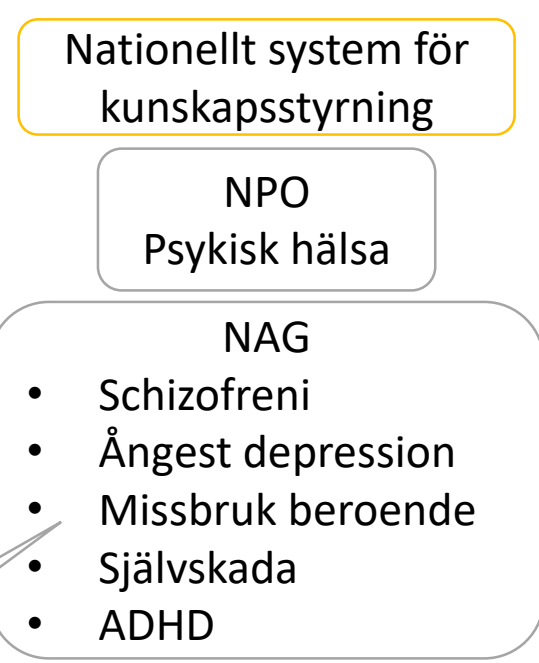 Nationellt system för
kunskapsstyrning
NPO
Psykisk hälsa
NAG
• Schizofreni
• Ångest depression
• Missbruk beroende
• Självskada
• ADHD